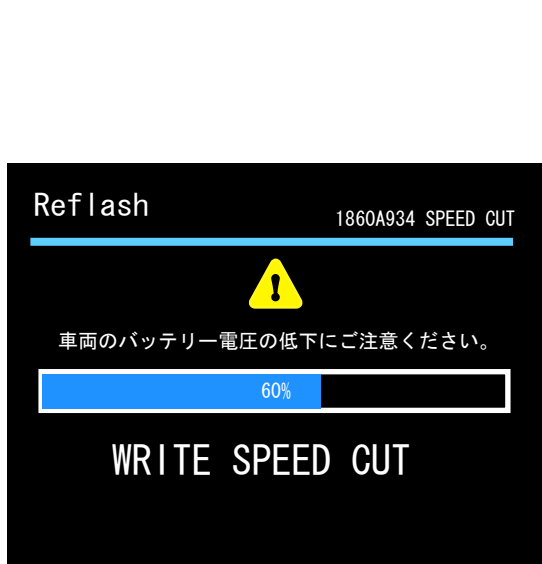 Reflash
1860A934 SPEED CUT
車両のバッテリー電圧の低下にご注意ください。
60%
WRITE SPEED CUT